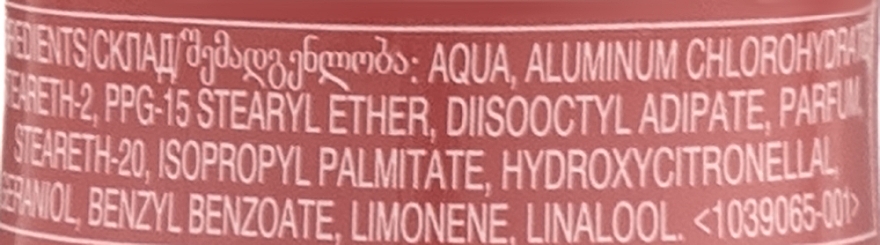 INGREDIENTS/СКЛАД/შემადგენლობა: AQUA, ALUMINUM CHLOROHYDRATE,
STEARETH-2, PPG-15 STEARYL ETHER, DIISOOCTYL ADIPATE, PARFUM,
STEARETH-20, ISOPROPYL PALMITATE, HYDROXYCITRONELLAL,
GERANIOL, BENZYL BENZOATE, LIMONENE, LINALOOL. <1039065-001>